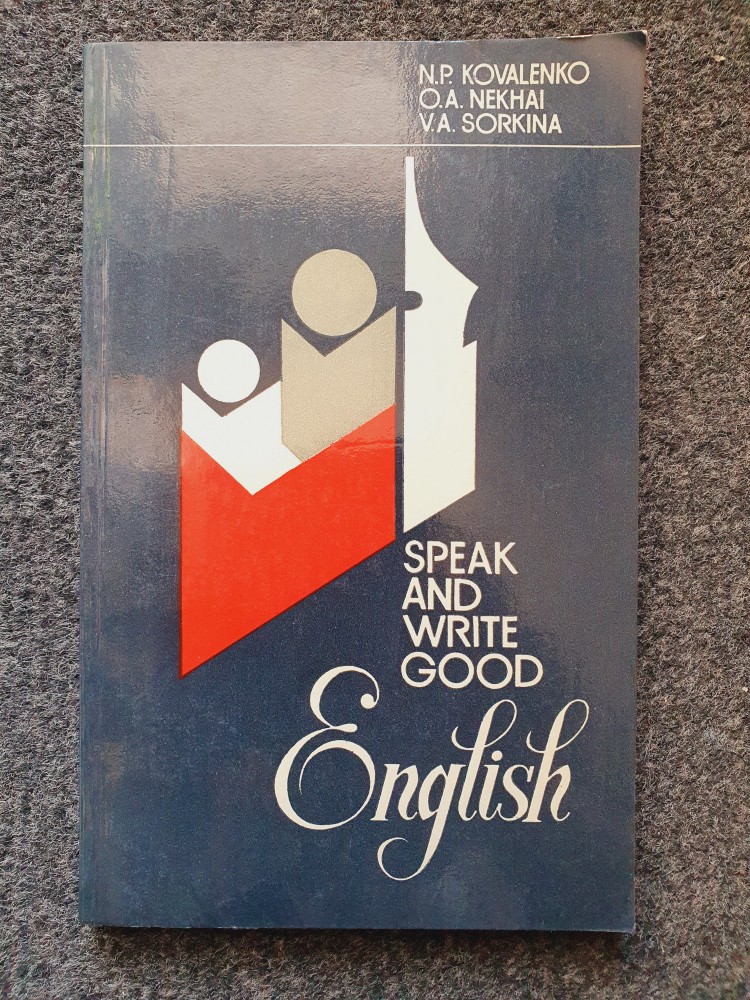 N.P. KOVALENKO
O.A. NEKHAI
V.A. SORKINA
SPEAK
AND
WRITE
GOOD
English